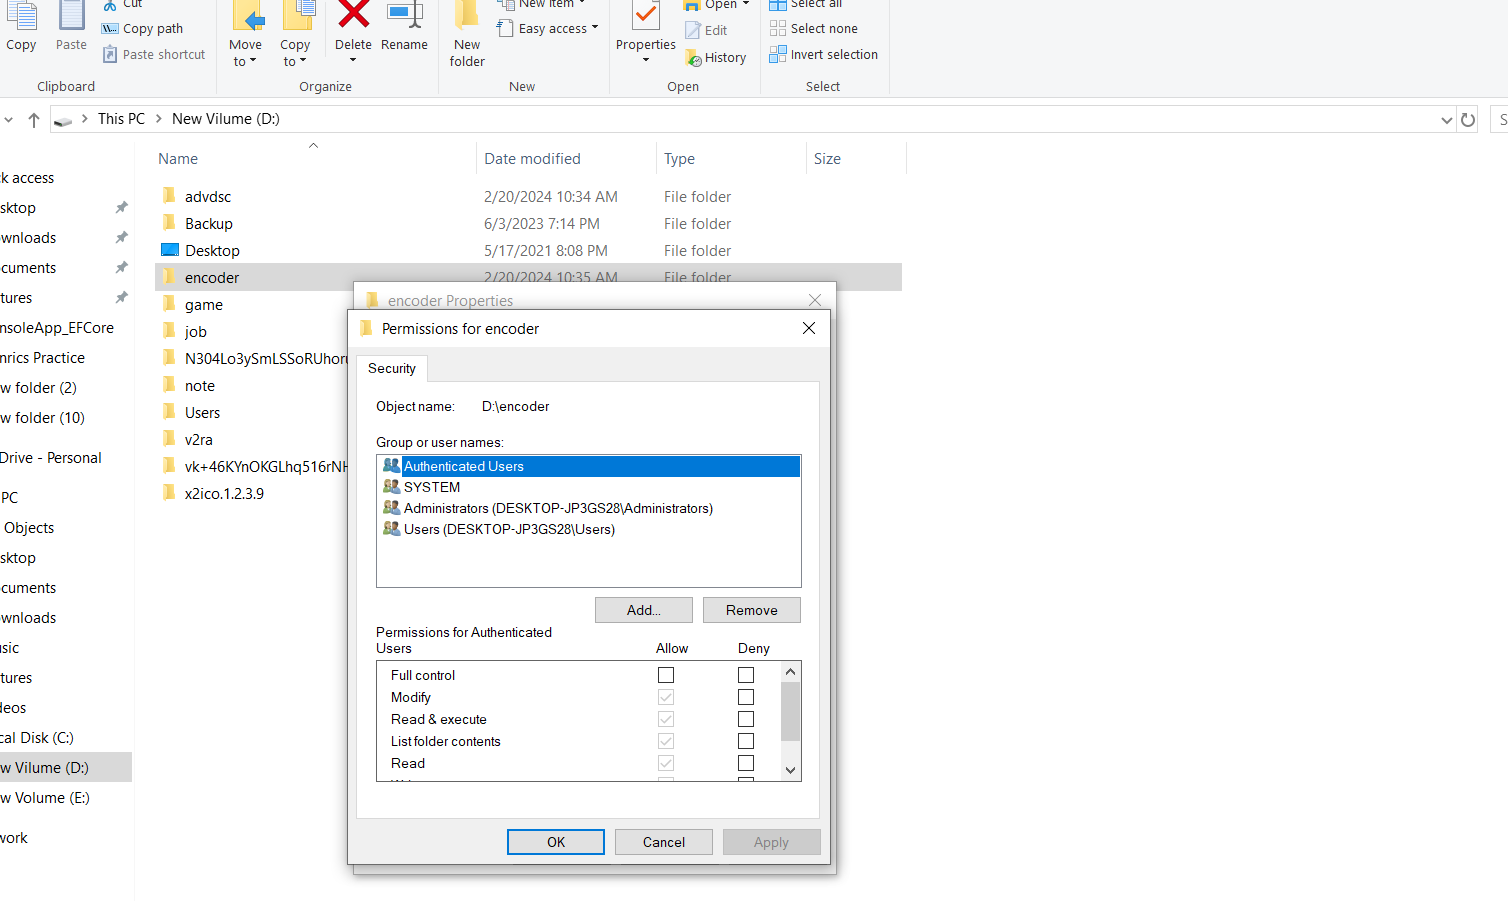 Cut
New item
Open
Select all
Copy path
Easy access
Edit
Select none
Copy
Paste
Paste shortcut
Move to
Copy to
Delete
Rename
New folder
Properties
History
Invert selection
Clipboard
Organize
New
Open
Select
This PC
New Vilume (D:)
S
Name
Date modified
Type
Size
k access
sktop
wnloads
cuments
tures
nsoleApp_EFCore
nrics Practice
w folder (2)
w folder (10)
Drive - Personal
PC
Objects
sktop
cuments
wnloads
sic
tures
leos
cal Disk (C:)
w Vilume (D:)
w Volume (E:)
work
advdsc 2/20/2024 10:34 AM File folder
Backup 6/3/2023 7:14 PM File folder
Desktop 5/17/2021 8:08 PM File folder
encoder 2/20/2024 10:35 AM File folder
game
job
N304Lo3ySmLSSoRUhoru
note
Users
v2ra
vk+46KYnOKGLhq516rNH
x2ico.1.2.3.9
encoder Properties
Permissions for encoder
Security
Object name: D:\encoder
Group or user names:
Authenticated Users
SYSTEM
Administrators (DESKTOP-JP3GS28\Administrators)
Users (DESKTOP-JP3GS28\Users)
Add...
Remove
Permissions for Authenticated
Users Allow Deny
Full control
Modify
Read & execute
List folder contents
Read
OK
Cancel
Apply